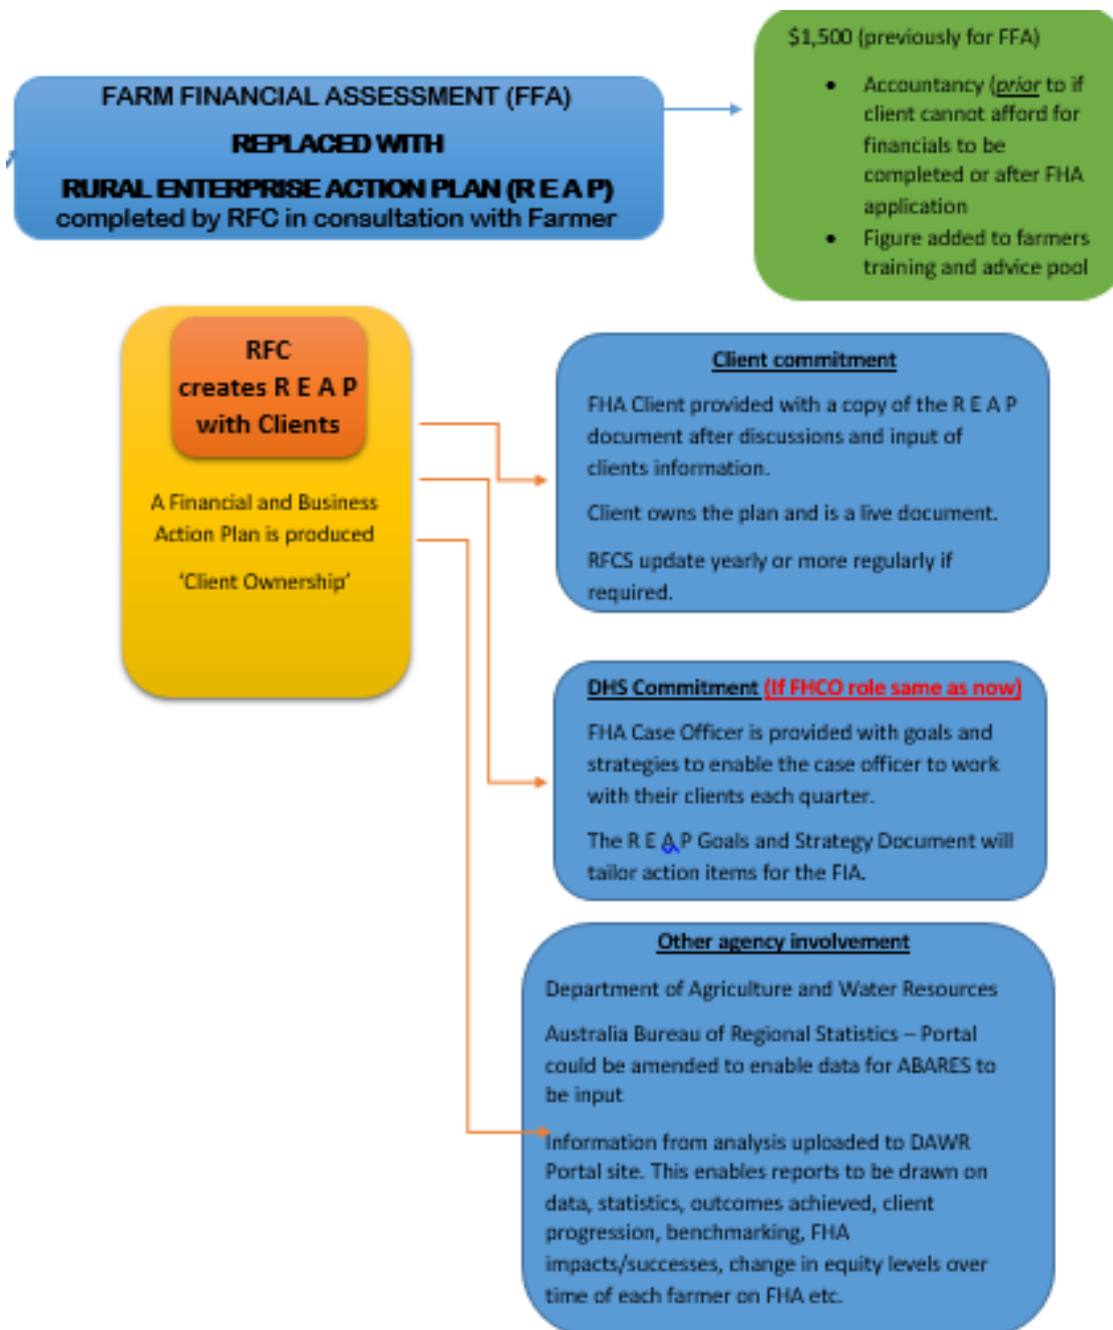 FARM FINANCIAL ASSESSMENT (FFA)
REPLACED WITH
RURAL ENTERPRISE ACTION PLAN (R E A P)
completed by RFC in consultation with Farmer
$1,500 (previously for FFA)
• Accountancy (prior to if
client cannot afford for
financials to be
completed or after FHA
application
• Figure added to farmers
training and advice pool
RFC
creates R E A P
with Clients
A Financial and Business
Action Plan is produced
‘Client Ownership’
Client commitment
FHA Client provided with a copy of the R E A P
document after discussions and input of
clients information.
Client owns the plan and is a live document.
RFCS update yearly or more regularly if
required.
DHS Commitment (If FHCO role same as now)
FHA Case Officer is provided with goals and
strategies to enable the case officer to work
with their clients each quarter.
The R E A P Goals and Strategy Document will
tailor action items for the FIA.
Other agency involvement
Department of Agriculture and Water Resources
Australia Bureau of Regional Statistics – Portal
could be amended to enable data for ABARES to
be input
Information from analysis uploaded to DAWR
Portal site. This enables reports to be drawn on
data, statistics, outcomes achieved, client
progression, benchmarking, FHA
impacts/successes, change in equity levels over
time of each farmer on FHA etc.